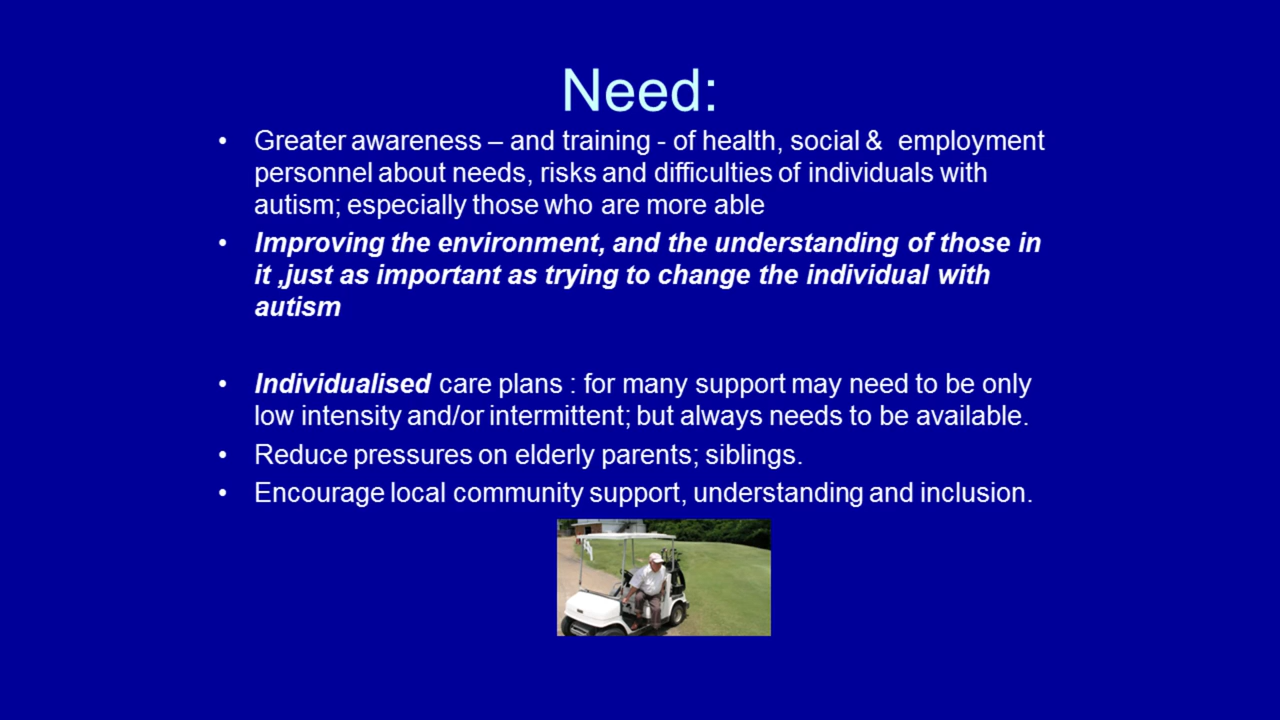 Need:
• Greater awareness – and training - of health, social &  employment
personnel about needs, risks and difficulties of individuals with
autism; especially those who are more able
• Improving the environment, and the understanding of those in
it ,just as important as trying to change the individual with
autism
• Individualised care plans : for many support may need to be only
low intensity and/or intermittent; but always needs to be available.
• Reduce pressures on elderly parents; siblings.
• Encourage local community support, understanding and inclusion.